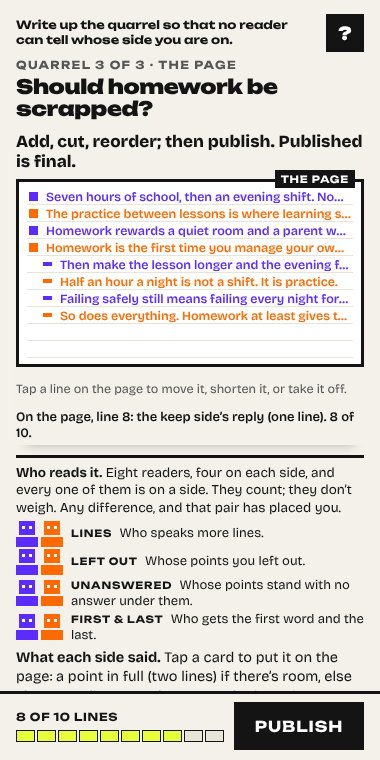 Write up the quarrel so that no reader
can tell whose side you are on.
?
QUARREL 3 OF 3 · THE PAGE
Should homework be
scrapped?
Add, cut, reorder; then publish. Published
is final.
THE PAGE
Seven hours of school, then an evening shift. No...
The practice between lessons is where learning s...
Homework rewards a quiet room and a parent w...
Homework is the first time you manage your ow...
Then make the lesson longer and the evening f...
Half an hour a night is not a shift. It is practice.
Failing safely still means failing every night for...
So does everything. Homework at least gives t...
Tap a line on the page to move it, shorten it, or take it off.
On the page, line 8: the keep side's reply (one line). 8 of
10.
Who reads it. Eight readers, four on each side, and
every one of them is on a side. They count; they don't
weigh. Any difference, and that pair has placed you.
LINES Who speaks more lines.
LEFT OUT Whose points you left out.
UNANSWERED Whose points stand with no
answer under them.
FIRST & LAST Who gets the first word and the
last.
What each side said. Tap a card to put it on the
page: a point in full (two lines) if there's room, else
8 OF 10 LINES
PUBLISH